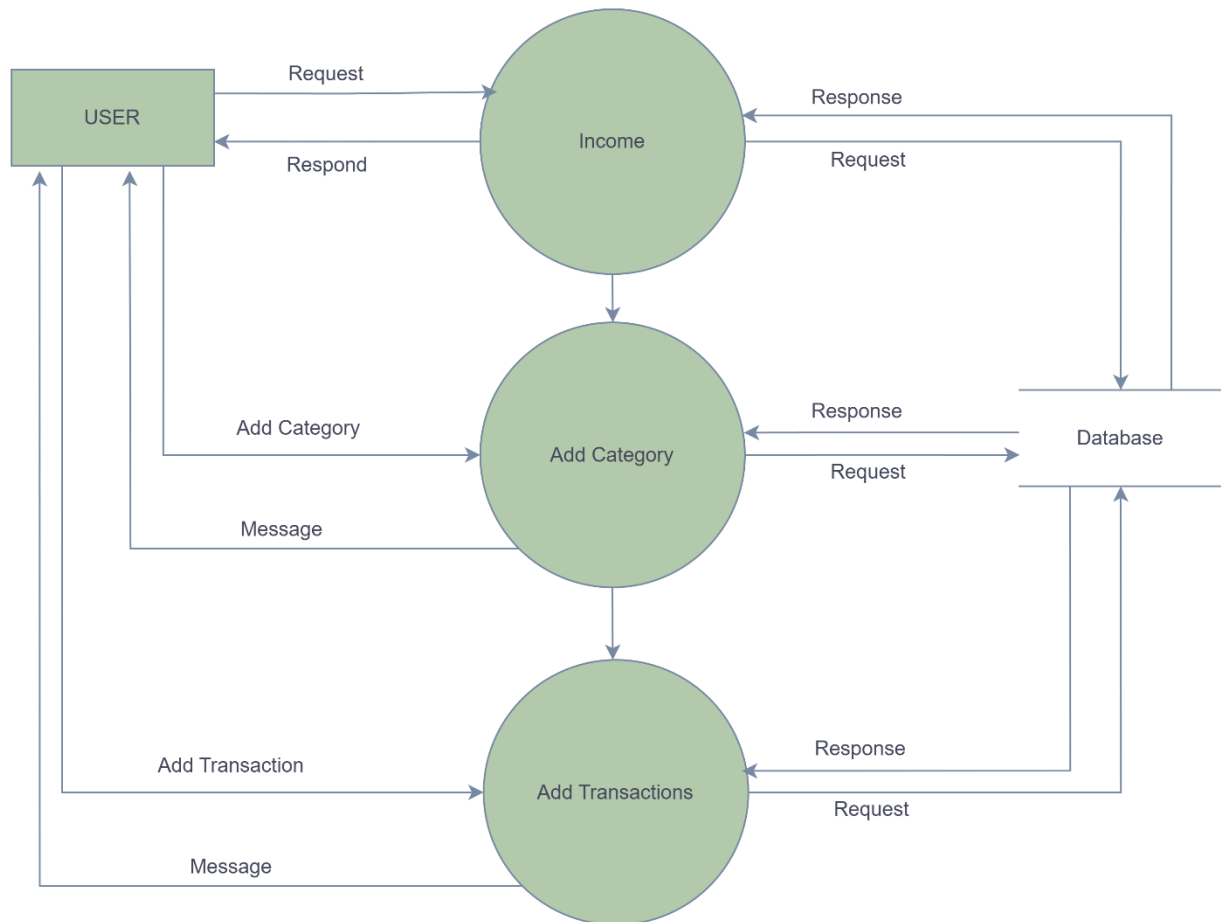 Request
USER
Response
Income
Respond
Request
Add Category
Response
Database
Add Category
Request
Message
Response
Add Transaction
Add Transactions
Request
Message